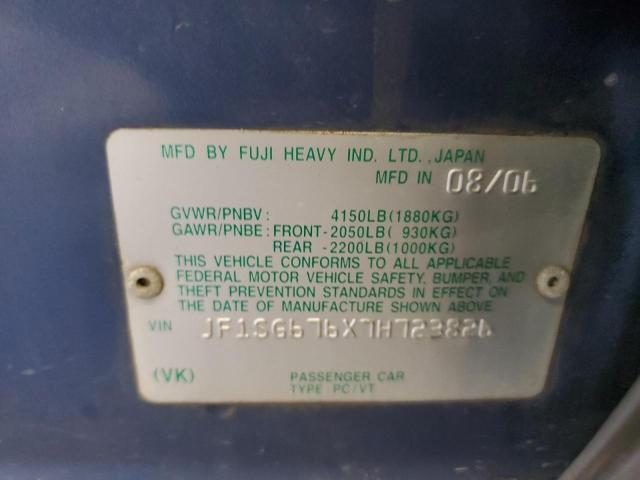 MFD BY FUJI HEAVY IND. LTD., JAPAN
MFD IN 08/06
GVWR/PNBV: 4150LB(1880KG)
GAWR/PNBE: FRONT-2050LB( 930KG)
REAR -2200LB(1000KG)
THIS VEHICLE CONFORMS TO ALL APPLICABLE
FEDERAL MOTOR VEHICLE SAFETY, BUMPER, AND
THEFT PREVENTION STANDARDS IN EFFECT ON
THE DATE OF MANUFACTURE SHOWN ABOVE.
VIN JF1SG676X7H723826
(VK) PASSENGER CAR
TYPE: PC/VT